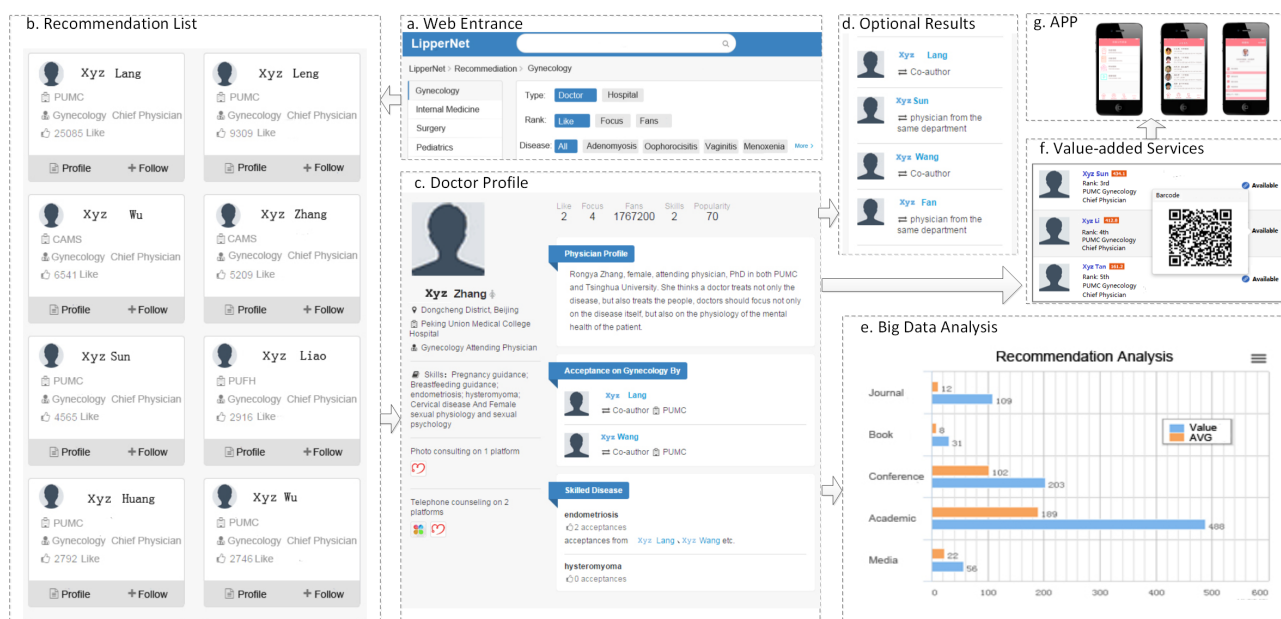 b. Recommendation List
Xyz Lang
PUMC
Gynecology Chief Physician
25085 Like
Profile + Follow
Xyz Leng
PUMC
Gynecology Chief Physician
9309 Like
Profile + Follow
Xyz Wu
CAMS
Gynecology Chief Physician
6541 Like
Profile + Follow
Xyz Zhang
CAMS
Gynecology Chief Physician
5209 Like
Profile + Follow
Xyz Sun
PUMC
Gynecology Chief Physician
4565 Like
Profile + Follow
Xyz Liao
PUFH
Gynecology Chief Physician
2916 Like
Profile + Follow
Xyz Huang
PUMC
Gynecology Chief Physician
2792 Like
Profile + Follow
Xyz Wu
PUMC
Gynecology Chief Physician
2746 Like
Profile + Follow
a. Web Entrance
LipperNet
LipperNet > Recommediation > Gynecology
Gynecology
Internal Medicine
Surgery
Pediatrics
Type: Doctor Hospital
Rank: Like Focus Fans
Disease: All Adenomyosis Oophorocisitis Vaginitis Menoxenia More >
c. Doctor Profile
Xyz Zhang
Dongcheng District, Beijing
Peking Union Medical College
Hospital
Gynecology Attending Physician
Skills: Pregnancy guidance;
Breastfeeding guidance;
endometriosis; hysteromyoma;
Cervical disease And Female
sexual physiology and sexual
psychology
Photo consulting on 1 platform
Telephone counseling on 2
platforms
Like Focus Fans Skills Popularity
2 4 1767200 2 70
Physician Profile
Rongya Zhang, female, attending physician, PhD in both PUMC
and Tsinghua University. She thinks a doctor treats not only the
disease, but also treats the people, doctors should focus not only
on the disease itself, but also on the physiology of the mental
health of the patient.
Acceptance on Gynecology By
Xyz Lang
Co-author PUMC
Xyz Wang
Co-author PUMC
Skilled Disease
endometriosis
2 acceptances
acceptances from Xyz Lang、Xyz Wang etc.
hysteromyoma
0 acceptances
d. Optional Results
Xyz Lang
Co-author
Xyz Sun
physician from the
same department
Xyz Wang
Co-author
Xyz Fan
physician from the
same department
g. APP
f. Value-added Services
Xyz Sun
Rank: 3rd
PUMC Gynecology
Chief Physician
Available
Xyz Li
Rank: 4th
PUMC Gynecology
Chief Physician
Available
Xyz Ton
Rank: 5th
PUMC Gynecology
Chief Physician
Available
Barcode
e. Big Data Analysis
Recommendation Analysis
Journal
12
109
Book
6
31
Conference
102
203
Academic
189
488
Media
22
56
Value
AVG
0 100 200 300 400 500 600